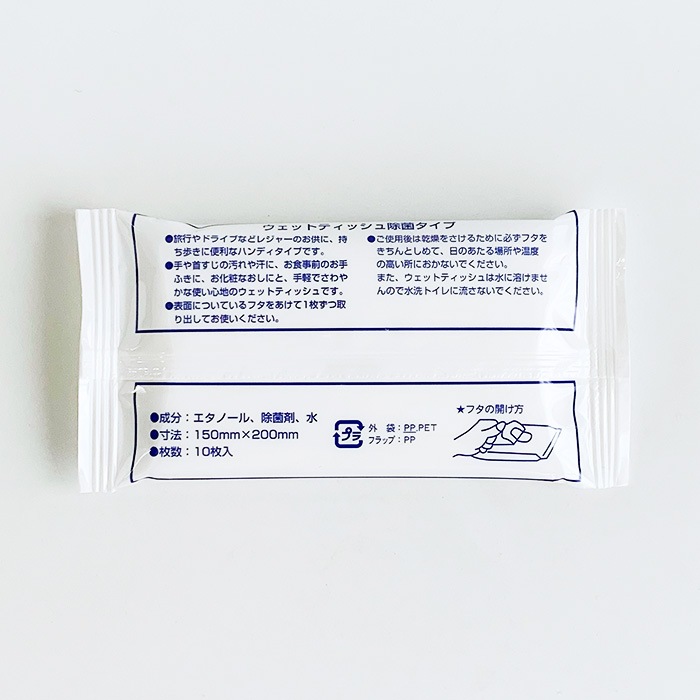 ウェットティッシュ除菌タイプ
●旅行やドライブなどレジャーのお供に、持
ち歩きに便利なハンディタイプです。
●手や首すじの汚れや汗に、お食事前のお手
ふきに、お化粧なおしにと、手軽でさわや
かな使い心地のウェットティッシュです。
●表面についているフタをあけて1枚ずつ取
り出してお使いください。
●ご使用後は乾燥をさけるために必ずフタを
きちんとしめて、日のあたる場所や温度
の高い所におかないでください。
また、ウェットティッシュは水に溶けませ
んので水洗トイレに流さないでください。
●成分：エタノール、除菌剤、水
●寸法：150mm×200mm
●枚数：10枚入
プラ
外　袋：PP,PET
フラップ：PP
★フタの開け方